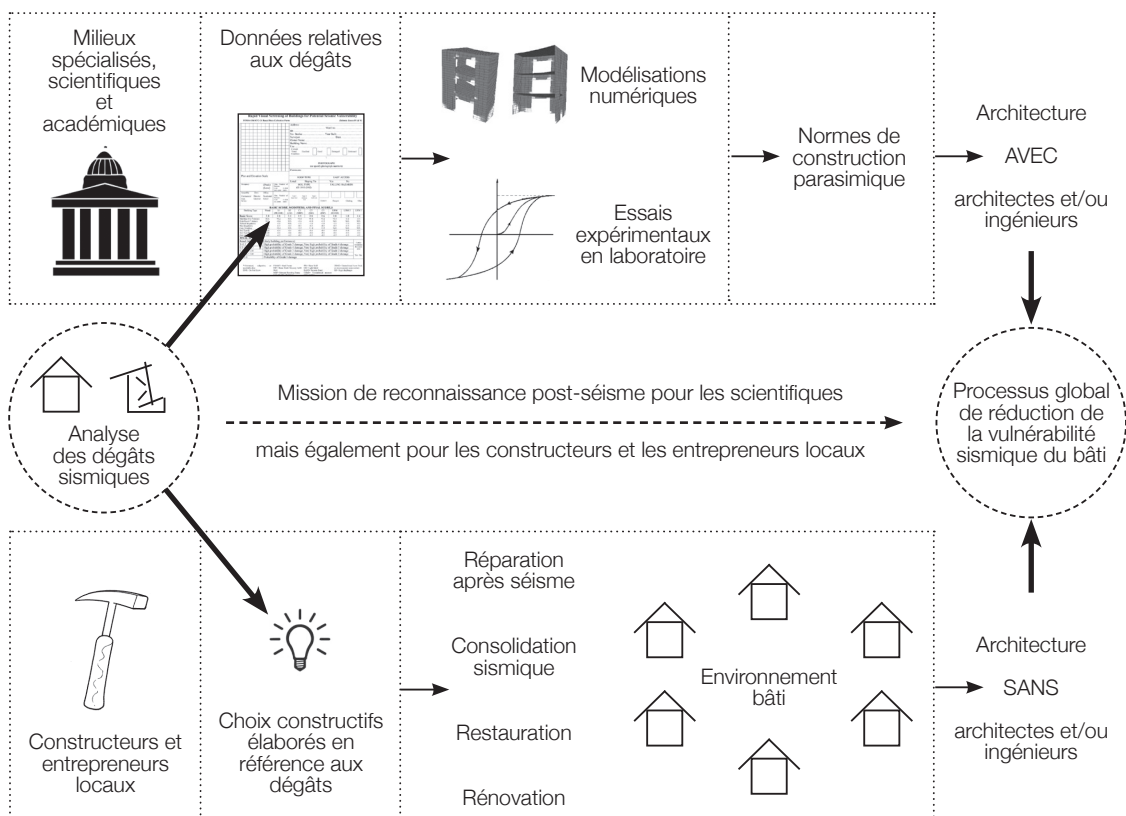 Milieux
spécialisés,
scientifiques
et
académiques
Données relatives
aux dégâts
Modélisations
numériques
Essais
expérimentaux
en laboratoire
Normes de
construction
parasimique
Architecture
AVEC
architectes et/ou
ingénieurs
Analyse
des dégâts
sismiques
Mission de reconnaissance post-séisme pour les scientifiques
mais également pour les constructeurs et les entrepreneurs locaux
Processus global
de réduction de
la vulnérabilité
sismique du bâti
Constructeurs et
entrepreneurs
locaux
Choix constructifs
élaborés en
référence aux
dégâts
Réparation
après séisme
Consolidation
sismique
Restauration
Rénovation
Environnement
bâti
Architecture
SANS
architectes et/ou
ingénieurs